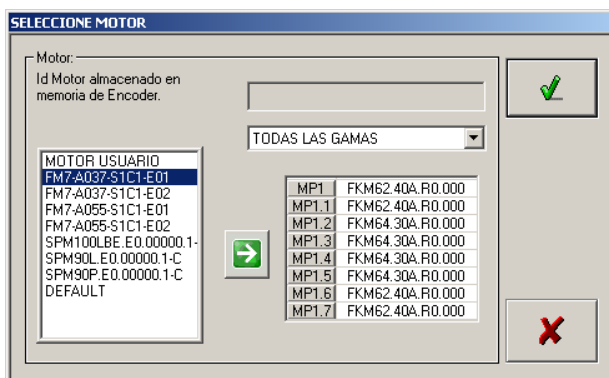 SELECCIONE MOTOR
Motor:
Id Motor almacenado en
memoria de Encoder.
TODAS LAS GAMAS
MOTOR USUARIO
FM7-A037-S1C1-E01
FM7-A037-S1C1-E02
FM7-A055-S1C1-E01
FM7-A055-S1C1-E02
SPM100LBE.E0.00000.1-
SPM90L.E0.00000.1-C
SPM90P.E0.00000.1-C
DEFAULT
MP1 FKM62.40A.R0.000
MP1.1 FKM62.40A.R0.000
MP1.2 FKM64.30A.R0.000
MP1.3 FKM64.30A.R0.000
MP1.4 FKM64.30A.R0.000
MP1.5 FKM64.30A.R0.000
MP1.6 FKM62.40A.R0.000
MP1.7 FKM62.40A.R0.000